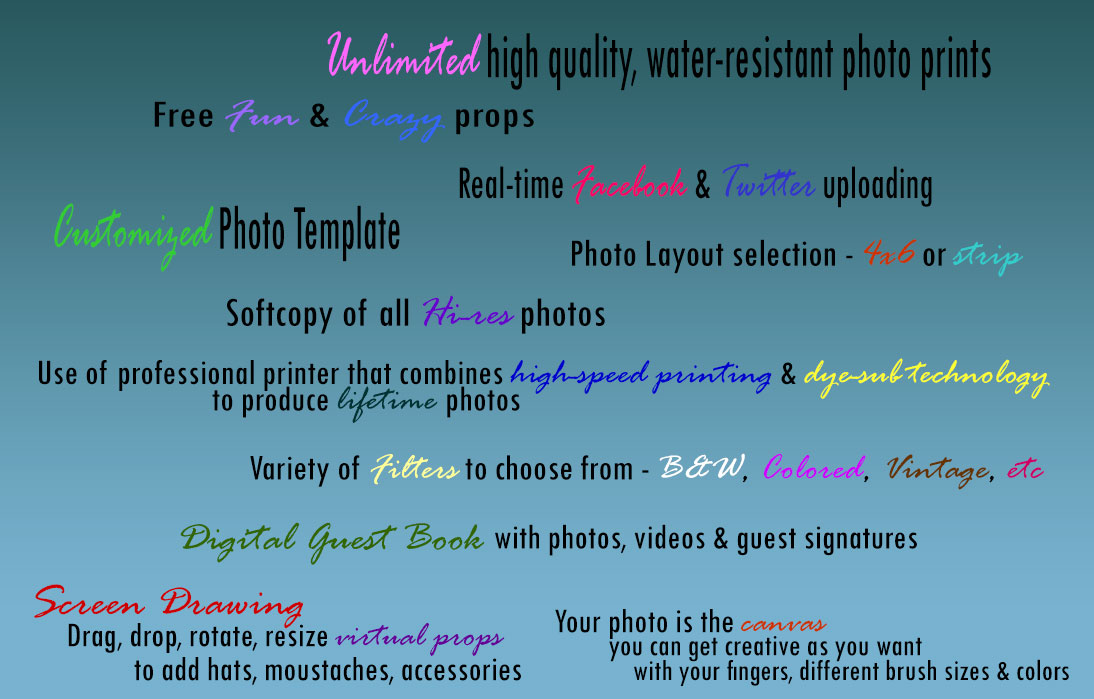 Unlimited high quality, water-resistant photo prints
Free Fun & Crazy props
Real-time Facebook & Twitter uploading
Customized Photo Template
Photo Layout selection - 4x6 or strip
Softcopy of all Hi-res photos
Use of professional printer that combines high-speed printing & dye-sub technology
to produce lifetime photos
Variety of Filters to choose from - B&W, Colored, Vintage, etc
Digital Guest Book with photos, videos & guest signatures
Screen Drawing
Drag, drop, rotate, resize virtual props
to add hats, moustaches, accessories
Your photo is the canvas
you can get creative as you want
with your fingers, different brush sizes & colors